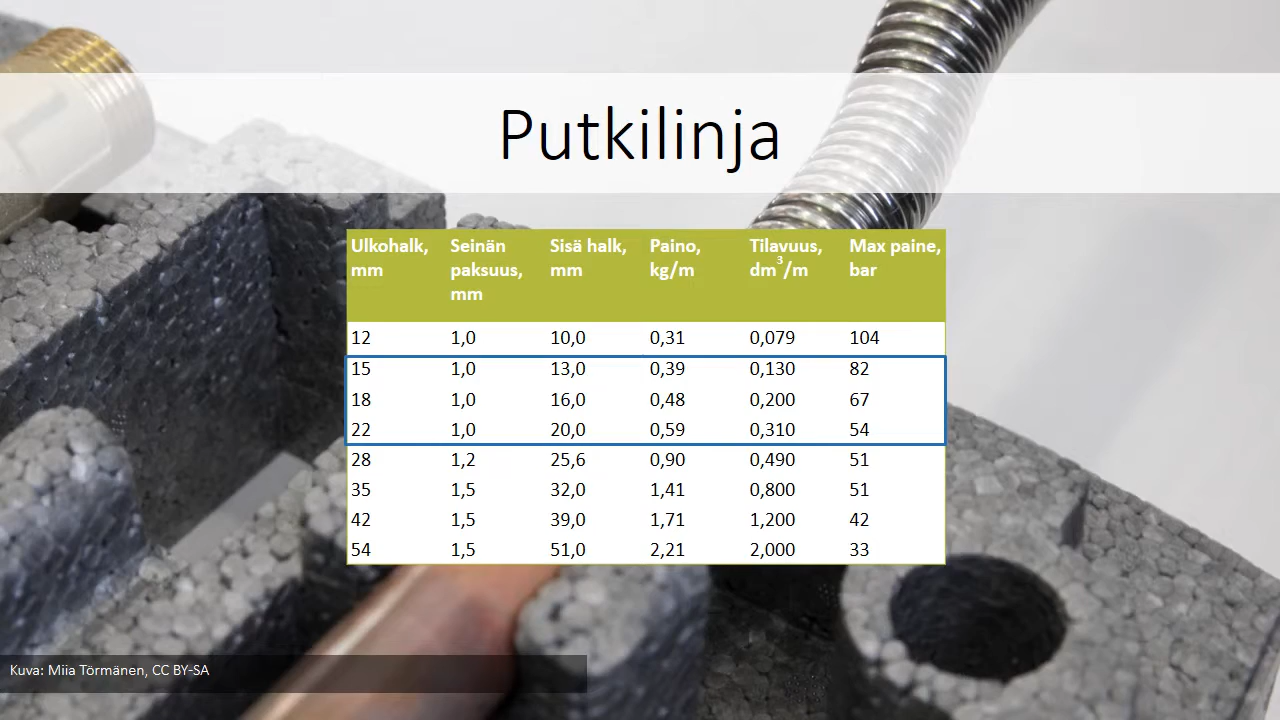 Putkilinja
Ulkohalk, mm Seinän paksuus, mm Sisä halk, mm Paino, kg/m Tilavuus, dm³/m Max paine, bar
12 1,0 10,0 0,31 0,079 104
15 1,0 13,0 0,39 0,130 82
18 1,0 16,0 0,48 0,200 67
22 1,0 20,0 0,59 0,310 54
28 1,2 25,6 0,90 0,490 51
35 1,5 32,0 1,41 0,800 51
42 1,5 39,0 1,71 1,200 42
54 1,5 51,0 2,21 2,000 33
Kuva: Miia Törmänen, CC BY-SA